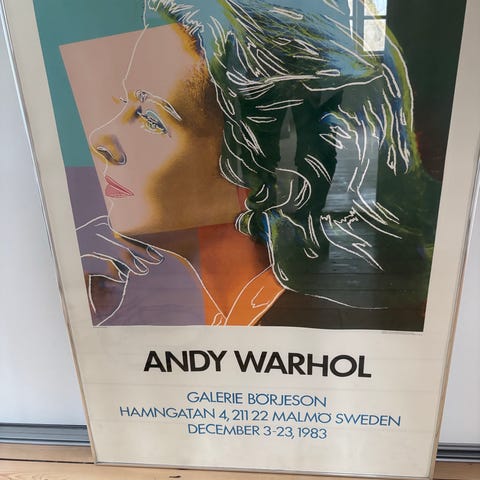 ANDY WARHOL
GALERIE BÖRJESON
HAMNGATAN 4, 211 22 MALMÖ SWEDEN
DECEMBER 3-23, 1983